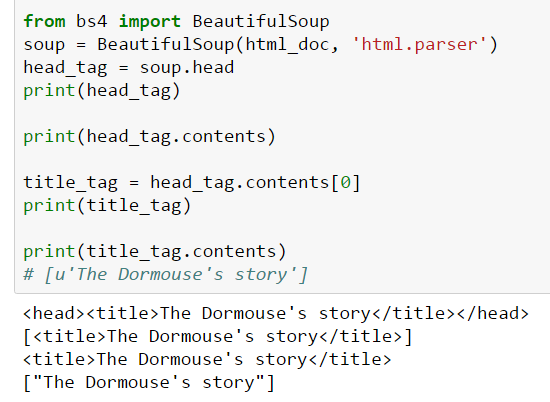 from bs4 import BeautifulSoup
soup = BeautifulSoup(html_doc, 'html.parser')
head_tag = soup.head
print(head_tag)
print(head_tag.contents)
title_tag = head_tag.contents[0]
print(title_tag)
print(title_tag.contents)
# [u'The Dormouse's story']
<head><title>The Dormouse's story</title></head>
[<title>The Dormouse's story</title>]
<title>The Dormouse's story</title>
["The Dormouse's story"]